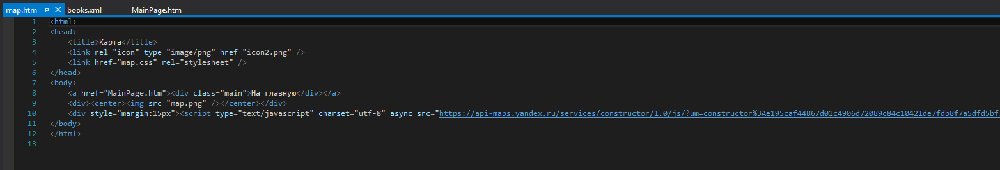 map.htm books.xml MainPage.htm
1 <html>
2 <head>
3 <title>Карта</title>
4 <link rel="icon" type="image/png" href="icon2.png" />
5 <link href="map.css" rel="stylesheet" />
6 </head>
7 <body>
8 <a href="MainPage.htm"><div class="main">На главную</div></a>
9 <div><center><img src="map.png" /></center></div>
10 <div style="margin:15px"><script type="text/javascript" charset="utf-8" async src="https://api-maps.yandex.ru/services/constructor/1.0/js/?um=constructor%3Ae195caf44867d01c4906d72089c84c10421de7fdb8f7a5dfd5bf
11 </body>
12 </html>
13